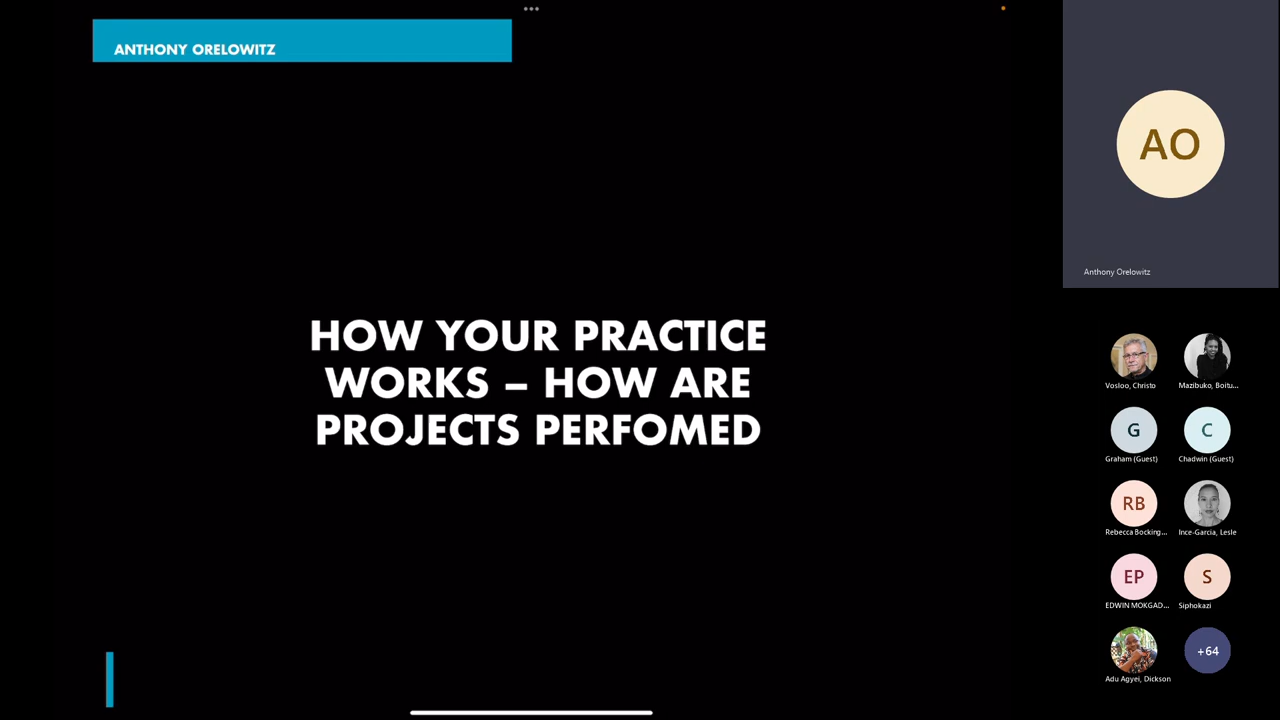 ANTHONY ORELOWITZ
HOW YOUR PRACTICE
WORKS – HOW ARE
PROJECTS PERFOMED
AO
Anthony Orelowitz
Vosloo, Christo
Mazibuko, Boitu...
G
C
Graham (Guest)
Chadwin (Guest)
RB
Rebecca Bocking...
Ince-Garcia, Lesle
EP
S
EDWIN MOKGAD...
Siphokazi
+64
Adu Agyei, Dickson